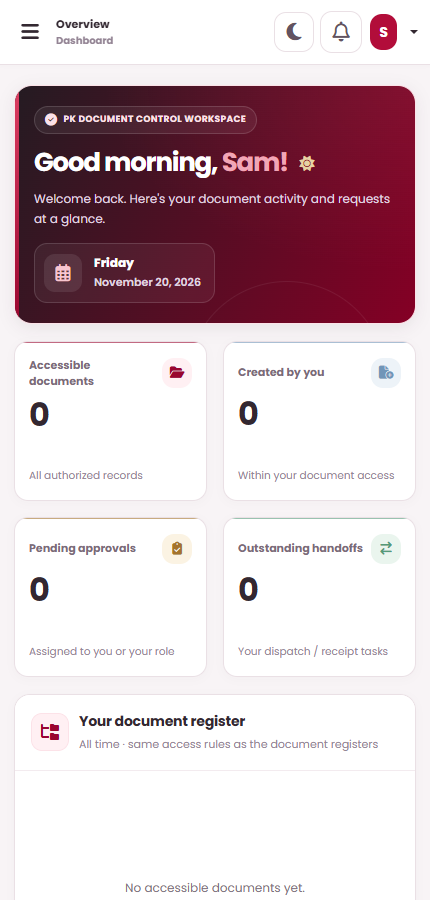 Overview
Dashboard
S
PK DOCUMENT CONTROL WORKSPACE
Good morning, Sam!
Welcome back. Here's your document activity and requests
at a glance.
Friday
November 20, 2026
Accessible
documents
0
All authorized records
Created by you
0
Within your document access
Pending approvals
0
Assigned to you or your role
Outstanding handoffs
0
Your dispatch / receipt tasks
Your document register
All time · same access rules as the document registers
No accessible documents yet.